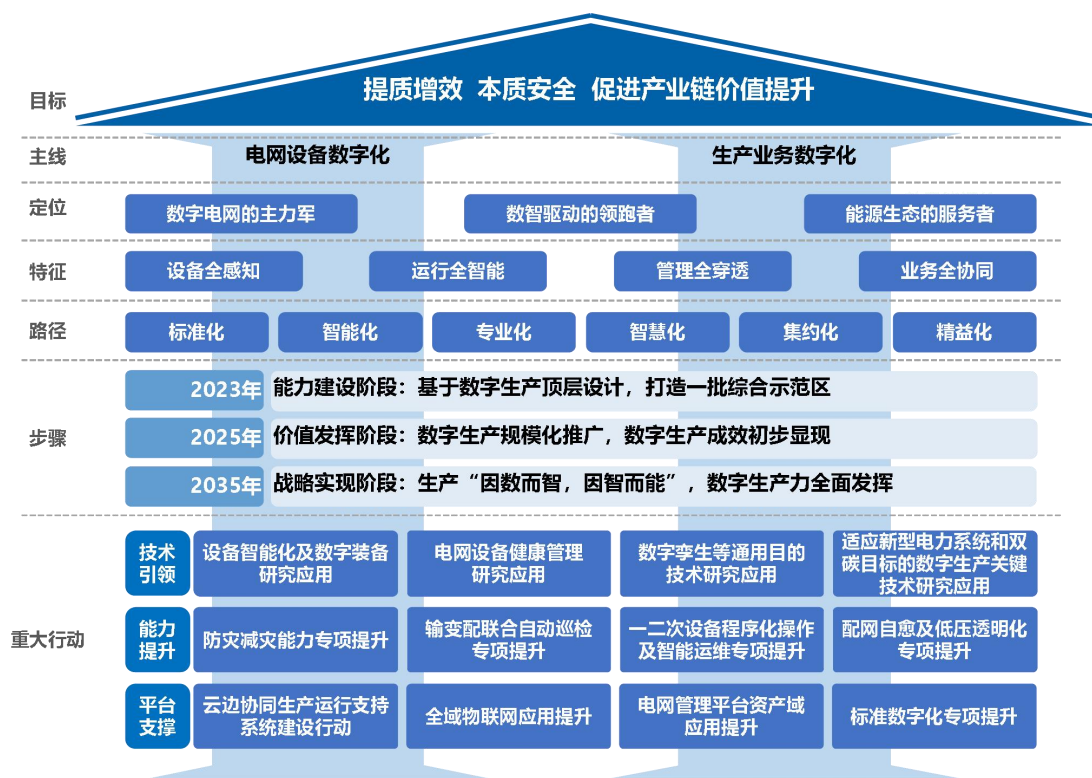 目标
提质增效 本质安全 促进产业链价值提升
主线
电网设备数字化
生产业务数字化
定位
数字电网的主力军
数智驱动的领跑者
能源生态的服务者
特征
设备全感知
运行全智能
管理全穿透
业务全协同
路径
标准化
智能化
专业化
智慧化
集约化
精益化
步骤
2023年
能力建设阶段：基于数字生产顶层设计，打造一批综合示范区
2025年
价值发挥阶段：数字生产规模化推广，数字生产成效初步显现
2035年
战略实现阶段：生产“因数而智，因智而能”，数字生产力全面发挥
重大行动
技术
引领
设备智能化及数字装备
研究应用
电网设备健康管理
研究应用
数字孪生等通用目的
技术研究应用
适应新型电力系统和双
碳目标的数字生产关键
技术研究应用
能力
提升
防灾减灾能力专项提升
输变配联合自动巡检
专项提升
一二次设备程序化操作
及智能运维专项提升
配网自愈及低压透明化
专项提升
平台
支撑
云边协同生产运行支持
系统建设行动
全域物联网应用提升
电网管理平台资产域
应用提升
标准数字化专项提升